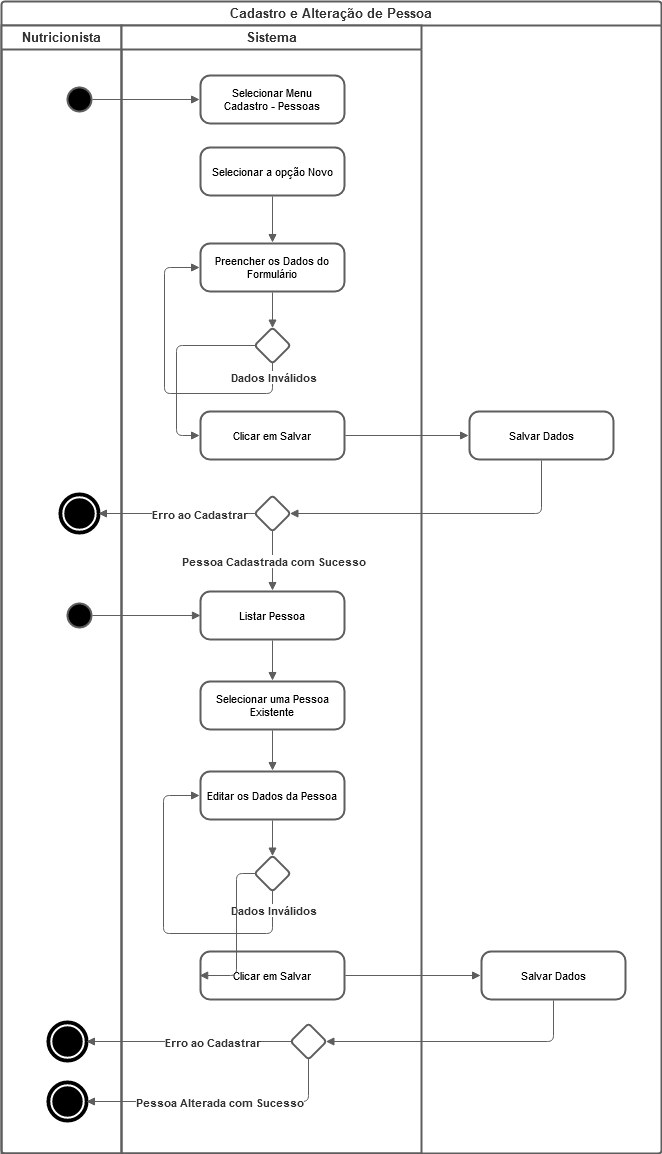 Cadastro e Alteração de Pessoa
Nutricionista
Sistema
Selecionar Menu
Cadastro - Pessoas
Selecionar a opção Novo
Preencher os Dados do
Formulário
Dados Inválidos
Clicar em Salvar
Salvar Dados
Erro ao Cadastrar
Pessoa Cadastrada com Sucesso
Listar Pessoa
Selecionar uma Pessoa
Existente
Editar os Dados da Pessoa
Dados Inválidos
Clicar em Salvar
Salvar Dados
Erro ao Cadastrar
Pessoa Alterada com Sucesso